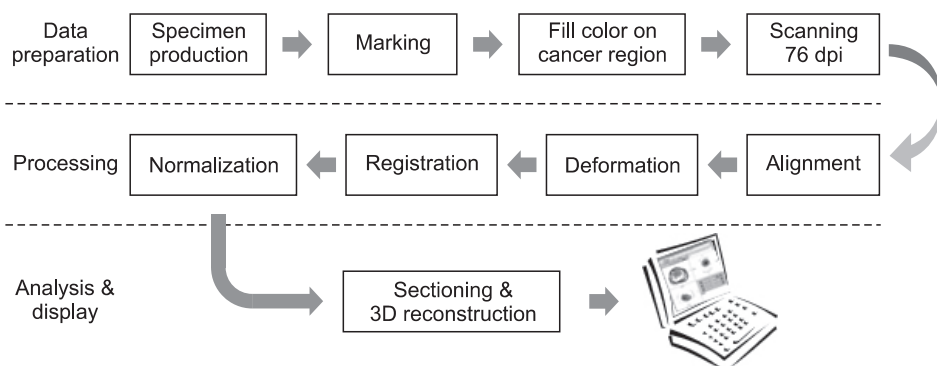 Data
preparation
Specimen
production
Marking
Fill color on
cancer region
Scanning
76 dpi
Processing
Normalization
Registration
Deformation
Alignment
Analysis &
display
Sectioning &
3D reconstruction